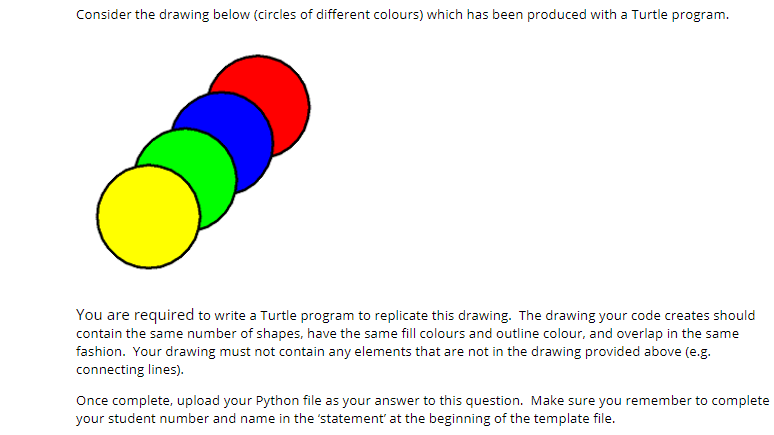 Consider the drawing below (circles of different colours) which has been produced with a Turtle program.
You are required to write a Turtle program to replicate this drawing.  The drawing your code creates should
contain the same number of shapes, have the same fill colours and outline colour, and overlap in the same
fashion.  Your drawing must not contain any elements that are not in the drawing provided above (e.g.
connecting lines).
Once complete, upload your Python file as your answer to this question.  Make sure you remember to complete
your student number and name in the ‘statement’ at the beginning of the template file.